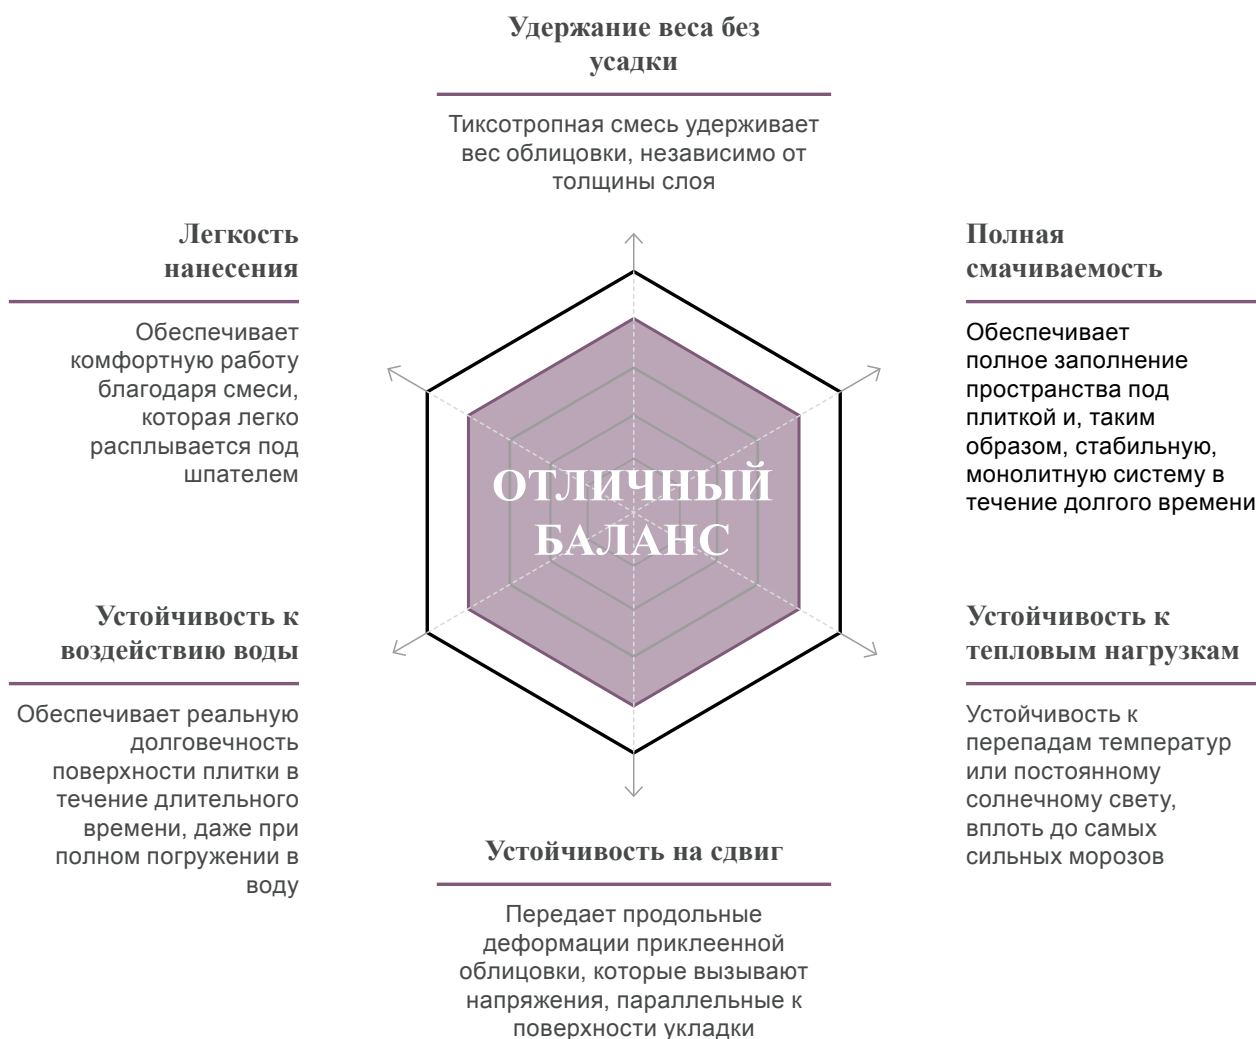 Удержание веса без
усадки
Тиксотропная смесь удерживает
вес облицовки, независимо от
толщины слоя
Легкость
нанесения
Обеспечивает
комфортную работу
благодаря смеси,
которая легко
расплывается под
шпателем
Полная
смачиваемость
Обеспечивает
полное заполнение
пространства под
плиткой и, таким
образом, стабильную,
монолитную систему в
течение долгого времени
ОТЛИЧНЫЙ
БАЛАНС
Устойчивость к
воздействию воды
Обеспечивает реальную
долговечность
поверхности плитки в
течение длительного
времени, даже при
полном погружении в
воду
Устойчивость к
тепловым нагрузкам
Устойчивость к
перепадам температур
или постоянному
солнечному свету,
вплоть до самых
сильных морозов
Устойчивость на сдвиг
Передает продольные
деформации приклеенной
облицовки, которые вызывают
напряжения, параллельные к
поверхности укладки